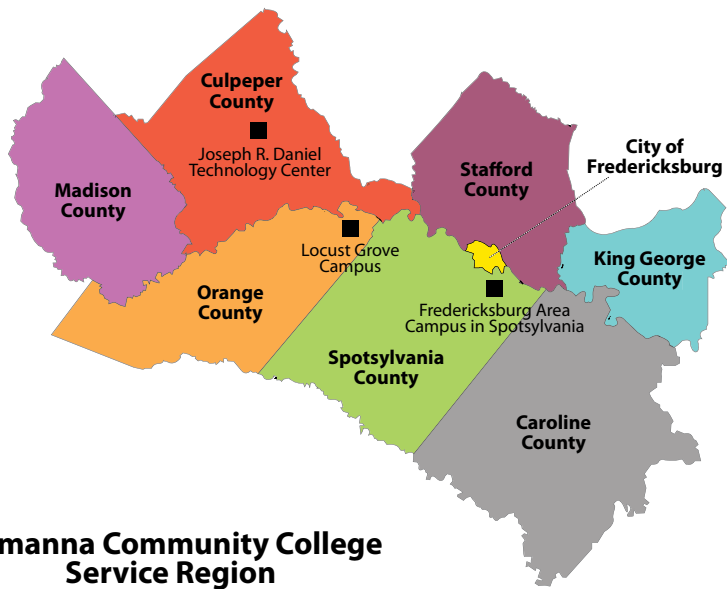 Culpeper
County
Joseph R. Daniel
Technology Center
Madison
County
Stafford
County
City of
Fredericksburg
Locust Grove
Campus
King George
County
Orange
County
Fredericksburg Area
Campus in Spotsylvania
Spotsylvania
County
Caroline
County
manna Community College
Service Region